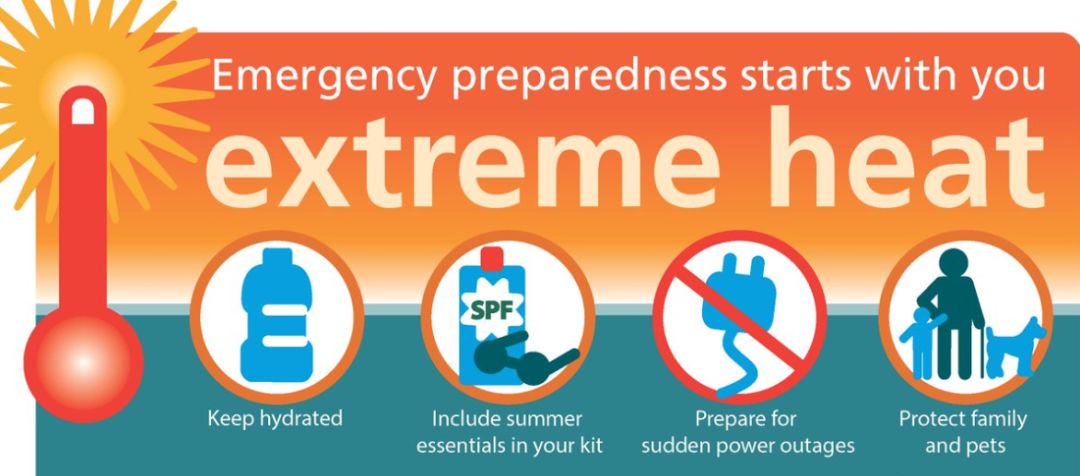 Emergency preparedness starts with you
extreme heat
SPF
Keep hydrated
Include summer
essentials in your kit
Prepare for
sudden power outages
Protect family
and pets